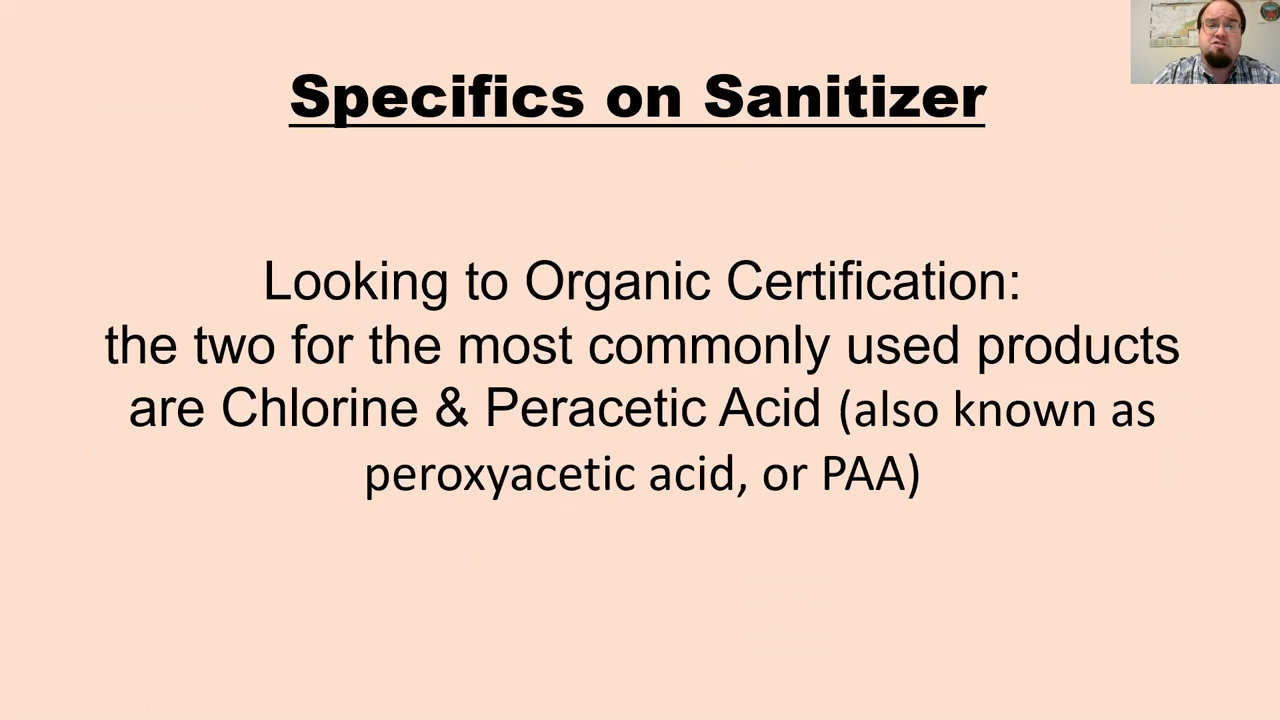 Specifics on Sanitizer
Looking to Organic Certification:
the two for the most commonly used products
are Chlorine & Peracetic Acid (also known as
peroxyacetic acid, or PAA)